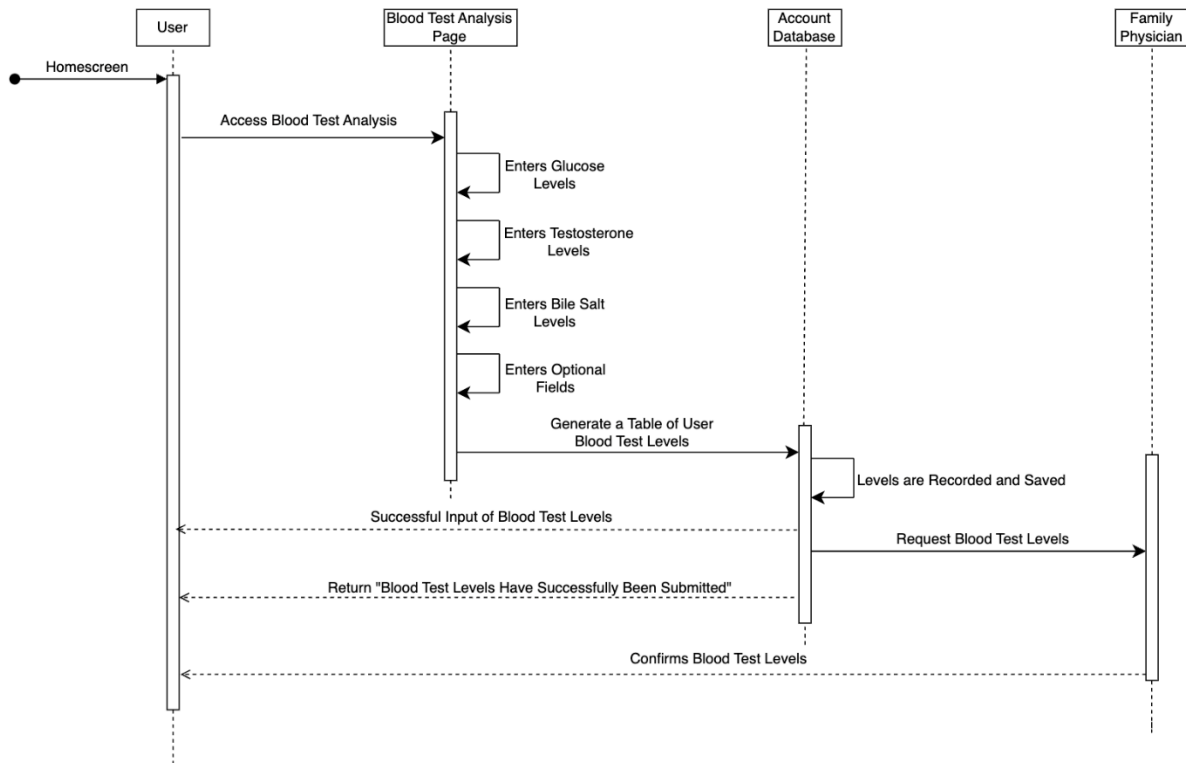 User
Blood Test Analysis
Page
Account
Database
Family
Physician
Homescreen
Access Blood Test Analysis
Enters Glucose
Levels
Enters Testosterone
Levels
Enters Bile Salt
Levels
Enters Optional
Fields
Generate a Table of User
Blood Test Levels
Levels are Recorded and Saved
Successful Input of Blood Test Levels
Request Blood Test Levels
Return "Blood Test Levels Have Successfully Been Submitted"
Confirms Blood Test Levels